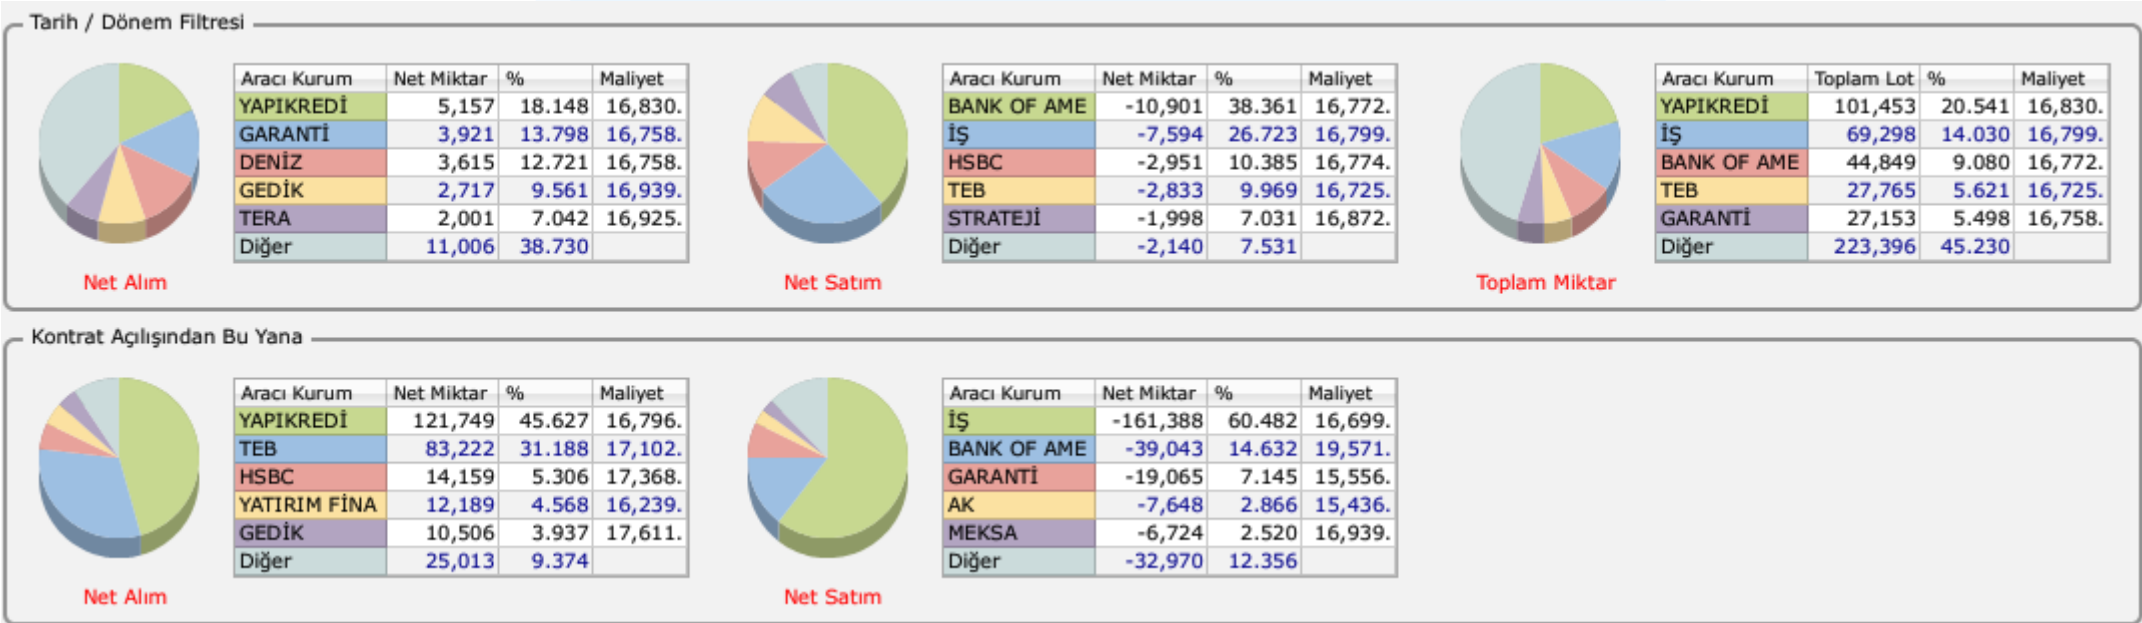 Tarih / Dönem Filtresi
Aracı Kurum Net Miktar % Maliyet
YAPIKREDİ 5,157 18.148 16,830.
GARANTİ 3,921 13.798 16,758.
DENİZ 3,615 12.721 16,758.
GEDİK 2,717 9.561 16,939.
TERA 2,001 7.042 16,925.
Diğer 11,006 38.730
Net Alım
Aracı Kurum Net Miktar % Maliyet
BANK OF AME -10,901 38.361 16,772.
İŞ -7,594 26.723 16,799.
HSBC -2,951 10.385 16,774.
TEB -2,833 9.969 16,725.
STRATEJİ -1,998 7.031 16,872.
Diğer -2,140 7.531
Net Satım
Aracı Kurum Toplam Lot % Maliyet
YAPIKREDİ 101,453 20.541 16,830.
İŞ 69,298 14.030 16,799.
BANK OF AME 44,849 9.080 16,772.
TEB 27,765 5.621 16,725.
GARANTİ 27,153 5.498 16,758.
Diğer 223,396 45.230
Toplam Miktar
Kontrat Açılışından Bu Yana
Aracı Kurum Net Miktar % Maliyet
YAPIKREDİ 121,749 45.627 16,796.
TEB 83,222 31.188 17,102.
HSBC 14,159 5.306 17,368.
YATIRIM FİNA 12,189 4.568 16,239.
GEDİK 10,506 3.937 17,611.
Diğer 25,013 9.374
Net Alım
Aracı Kurum Net Miktar % Maliyet
İŞ -161,388 60.482 16,699.
BANK OF AME -39,043 14.632 19,571.
GARANTİ -19,065 7.145 15,556.
AK -7,648 2.866 15,436.
MEKSA -6,724 2.520 16,939.
Diğer -32,970 12.356
Net Satım